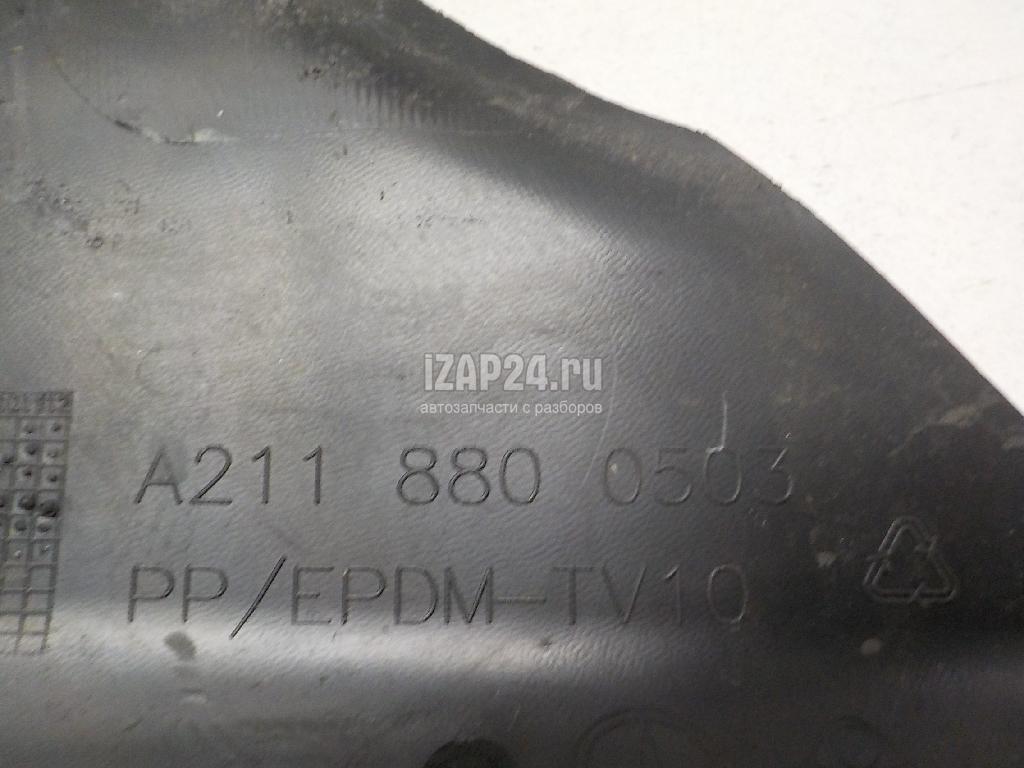 iZAP24.ru
автозапчасти с разборов
A211 880 0503
PP/EPDM-TV10